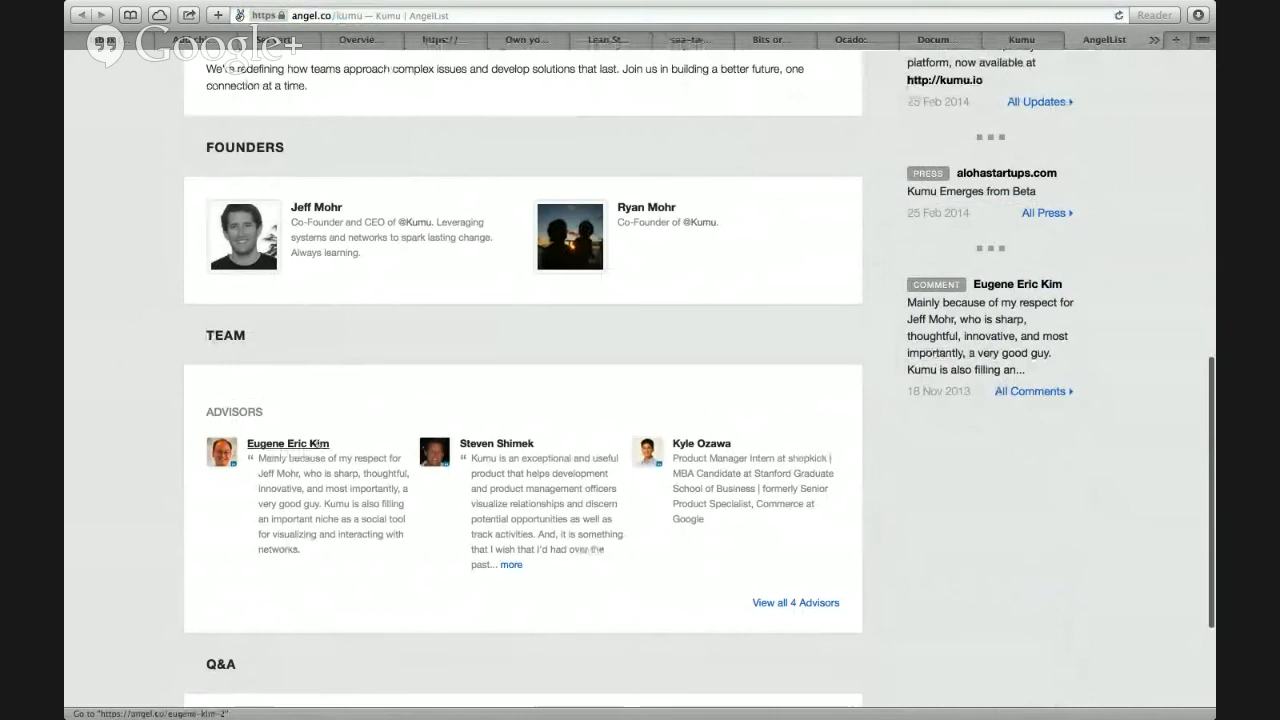 https angel.co/kumu — Kumu | AngelList
Reader
Google+
Overvie... https:// Own yo... Lean St... saa-ta... Bits or... Ocado: Docum... Kumu AngelList
We're redefining how teams approach complex issues and develop solutions that last. Join us in building a better future, one
connection at a time.
FOUNDERS
Jeff Mohr
Co-Founder and CEO of @Kumu. Leveraging
systems and networks to spark lasting change.
Always learning.
Ryan Mohr
Co-Founder of @Kumu.
TEAM
ADVISORS
Eugene Eric Kim
“ Mainly because of my respect for
Jeff Mohr, who is sharp, thoughtful,
innovative, and most importantly, a
very good guy. Kumu is also filling
an important niche as a social tool
for visualizing and interacting with
networks.
Steven Shimek
“ Kumu is an exceptional and useful
product that helps development
and product management officers
visualize relationships and discern
potential opportunities as well as
track activities. And, it is something
that I wish that I'd had over the
past... more
Kyle Ozawa
Product Manager Intern at shopkick |
MBA Candidate at Stanford Graduate
School of Business | formerly Senior
Product Specialist, Commerce at
Google
View all 4 Advisors
Q&A
platform, now available at
http://kumu.io
25 Feb 2014 All Updates
PRESS alohastartups.com
Kumu Emerges from Beta
25 Feb 2014 All Press
COMMENT Eugene Eric Kim
Mainly because of my respect for
Jeff Mohr, who is sharp,
thoughtful, innovative, and most
importantly, a very good guy.
Kumu is also filling an...
18 Nov 2013 All Comments
Go to "https://angel.co/eugene-kim-2"